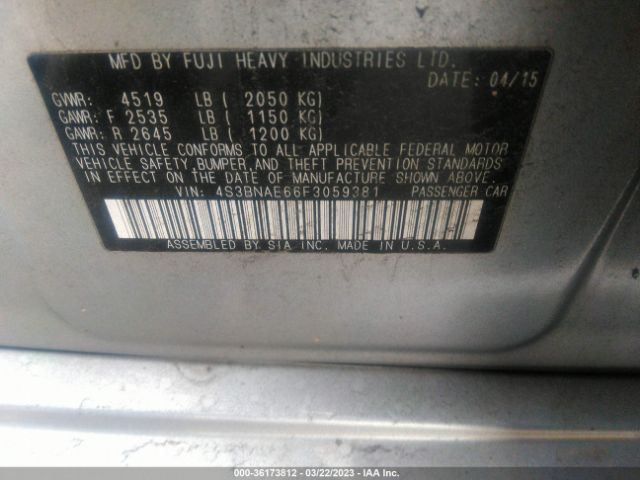 MFD BY FUJI HEAVY INDUSTRIES LTD.
DATE: 04/15
GVWR: 4519 LB ( 2050 KG)
GAWR: F 2535 LB ( 1150 KG)
GAWR: R 2645 LB ( 1200 KG)
THIS VEHICLE CONFORMS TO ALL APPLICABLE FEDERAL MOTOR
VEHICLE SAFETY,BUMPER,AND THEFT PREVENTION STANDARDS
IN EFFECT ON DATE OF MANUFACTURE SHOWN ABOVE.
VIN: 4S3BNAE66F3059381 PASSENGER CAR
ASSEMBLED BY SIA INC. MADE IN U.S.A.
000-36173812 - 03/22/2023 - IAA Inc.